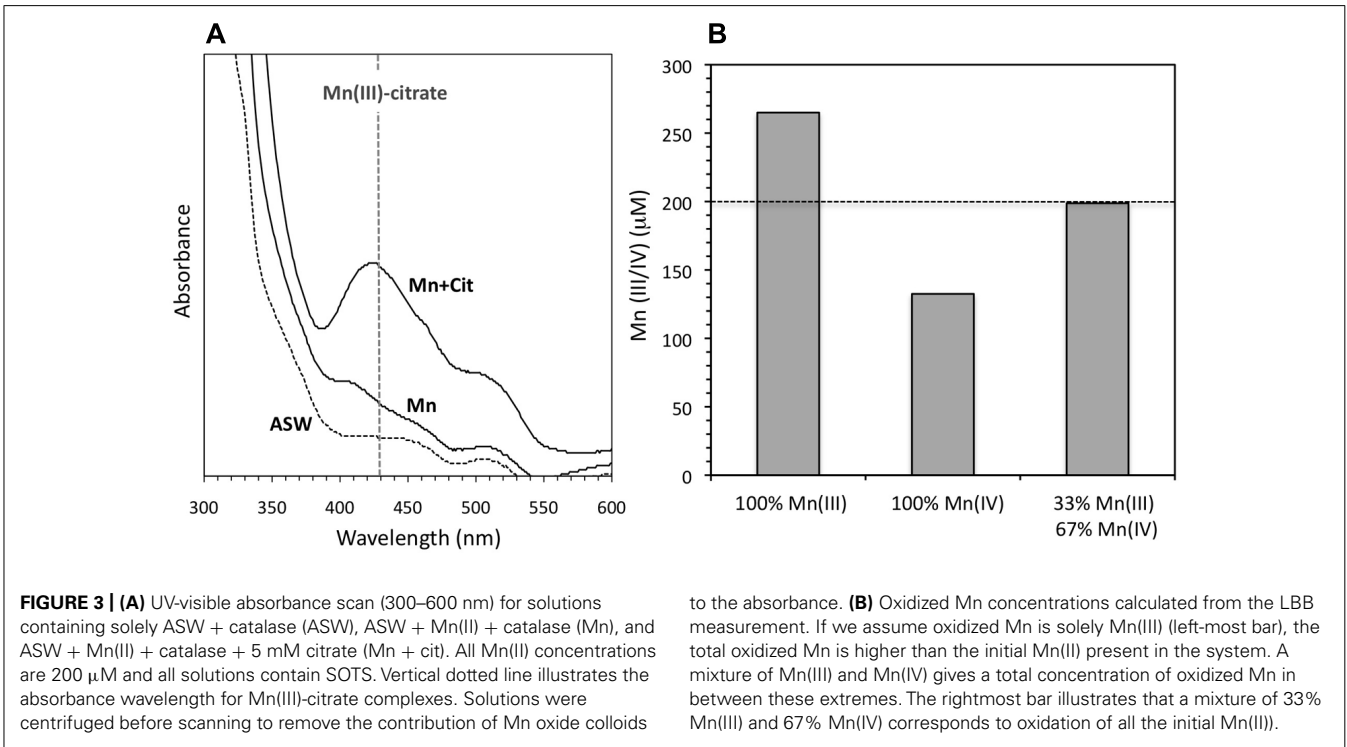 A
Absorbance
Mn(III)-citrate
Mn+Cit
Mn
ASW
300 350 400 450 500 550 600
Wavelength (nm)
B
Mn (III/IV) (μM)
300
250
200
150
100
50
0
100% Mn(III) 100% Mn(IV) 33% Mn(III)
67% Mn(IV)
FIGURE 3 | (A) UV-visible absorbance scan (300–600 nm) for solutions
containing solely ASW + catalase (ASW), ASW + Mn(II) + catalase (Mn), and
ASW + Mn(II) + catalase + 5 mM citrate (Mn + cit). All Mn(II) concentrations
are 200 μM and all solutions contain SOTS. Vertical dotted line illustrates the
absorbance wavelength for Mn(III)-citrate complexes. Solutions were
centrifuged before scanning to remove the contribution of Mn oxide colloids
to the absorbance. (B) Oxidized Mn concentrations calculated from the LBB
measurement. If we assume oxidized Mn is solely Mn(III) (left-most bar), the
total oxidized Mn is higher than the initial Mn(II) present in the system. A
mixture of Mn(III) and Mn(IV) gives a total concentration of oxidized Mn in
between these extremes. The rightmost bar illustrates that a mixture of 33%
Mn(III) and 67% Mn(IV) corresponds to oxidation of all the initial Mn(II)).